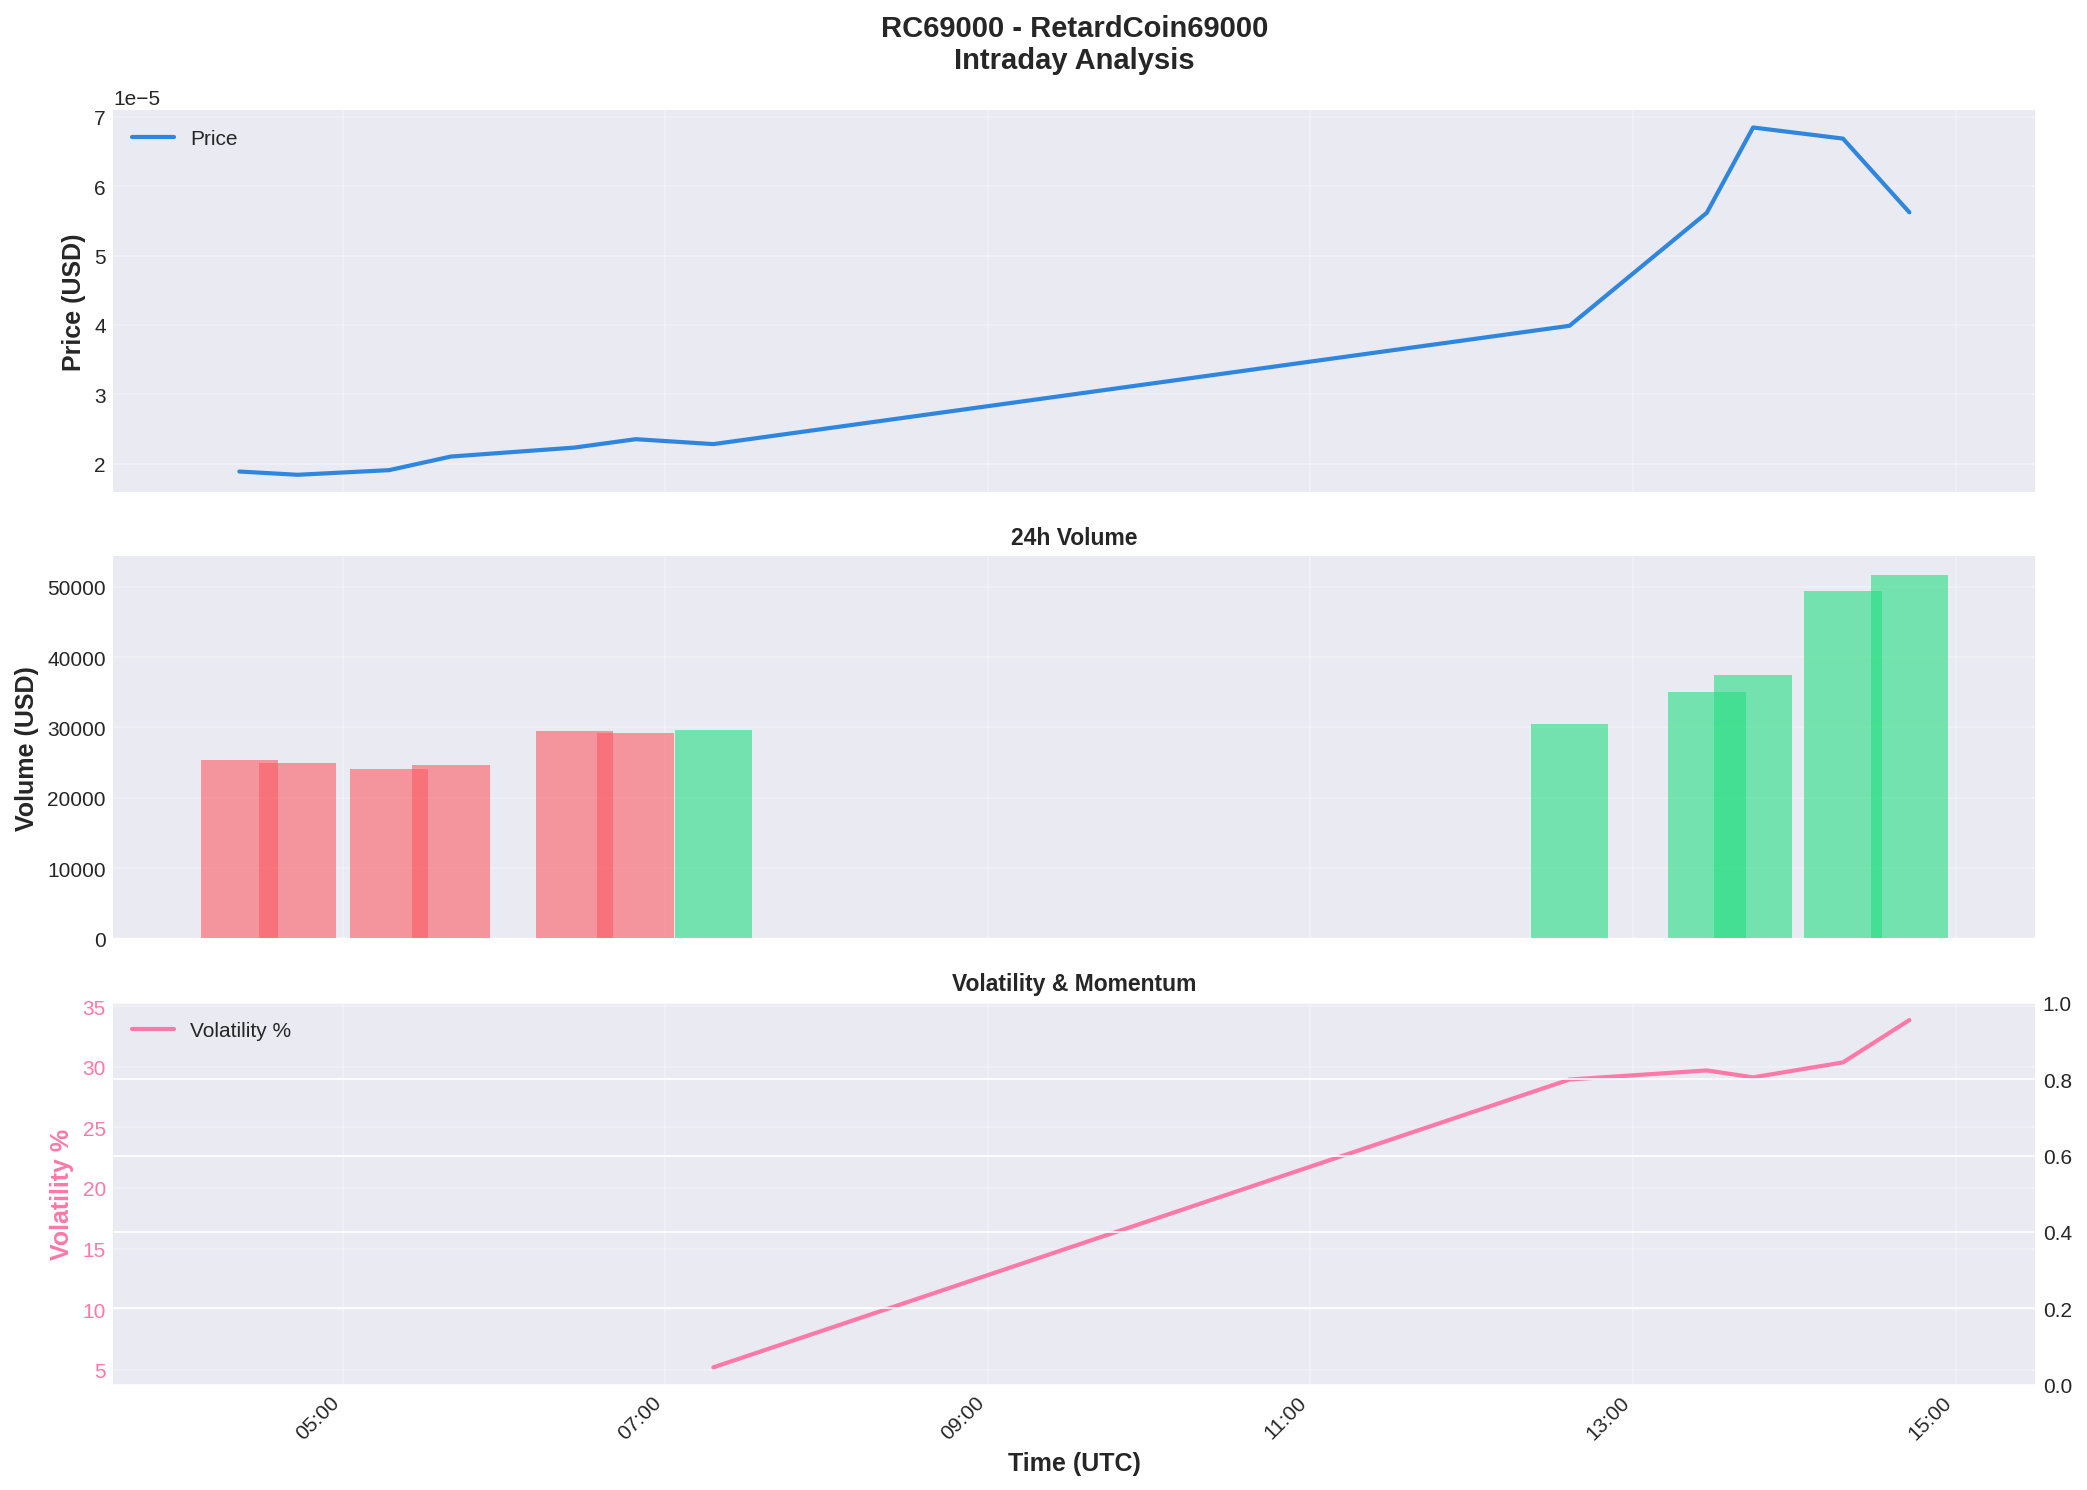 RC69000 - RetardCoin69000
Intraday Analysis
1e−5
7
6
5
4
3
2
Price (USD)
Price
24h Volume
50000
40000
30000
20000
10000
0
Volume (USD)
Volatility & Momentum
35
30
25
20
15
10
5
Volatility %
Volatility %
1.0
0.8
0.6
0.4
0.2
0.0
05:00
07:00
09:00
11:00
13:00
15:00
Time (UTC)